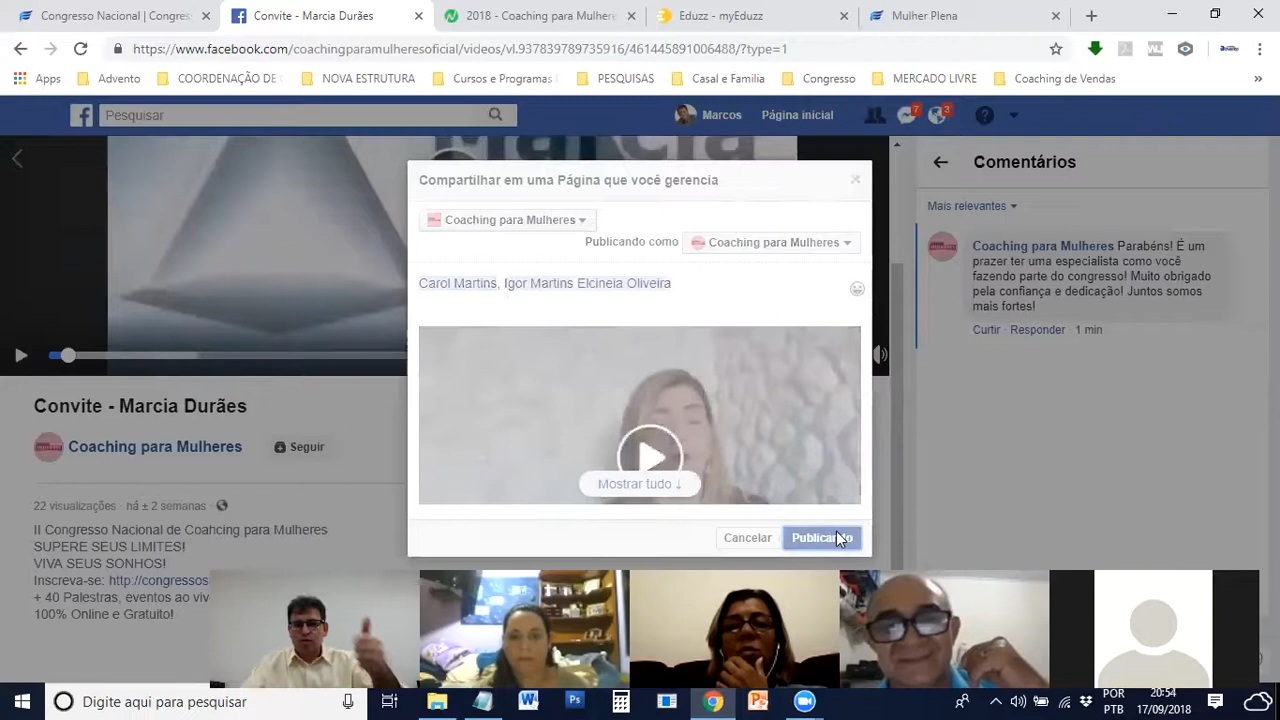 Congresso Nacional | Congress
Convite - Marcia Durães
2018 - Coaching para Mulhere
Eduzz - myEduzz
Mulher Plena
https://www.facebook.com/coachingparamulheresoficial/videos/vl.937839789735916/461445891006488/?type=1
Apps
Advento
COORDENAÇÃO DE
NOVA ESTRUTURA
Cursos e Programas
PESQUISAS
Casal e Familia
Congresso
MERCADO LIVRE
Coaching de Vendas
Pesquisar
Marcos
Página inicial
7
3
Marcia
Compartilhar em uma Página que você gerencia
Coaching para Mulheres
Publicando como
Coaching para Mulheres
Carol Martins, Igor Martins Elcineia Oliveira
Mostrar tudo ↓
Cancelar
Publicando
Convite - Marcia Durães
Coaching para Mulheres
Seguir
22 visualizações · há ± 2 semanas ·
II Congresso Nacional de Coahcing para Mulheres
SUPERE SEUS LIMITES!
VIVA SEUS SONHOS!
Inscreva-se: http://congressos
+ 40 Palestras, eventos ao viv
100% Online e Gratuito!
Comentários
Mais relevantes
Coaching para Mulheres Parabéns! É um
prazer ter uma especialista como você
fazendo parte do congresso! Muito obrigado
pela confiança e dedicação! Juntos somos
mais fortes!
Curtir · Responder · 1 min
Digite aqui para pesquisar
POR
PTB
20:54
17/09/2018